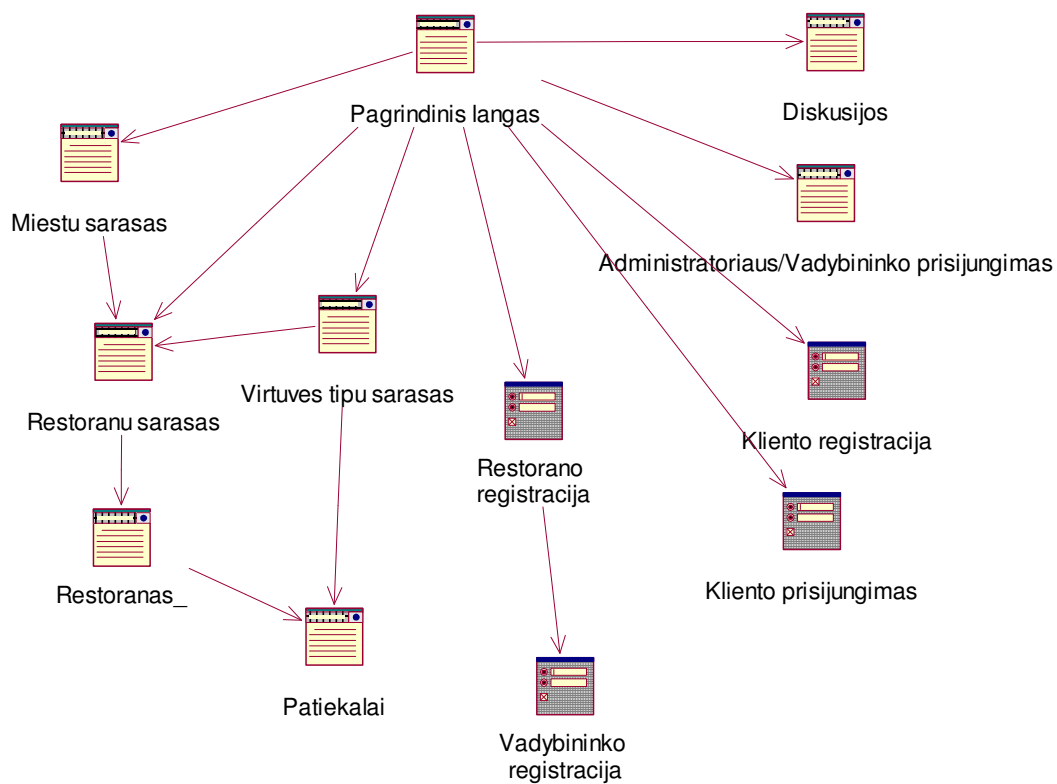 Pagrindinis langas
Diskusijos
Miestu sarasas
Administratoriaus/Vadybininko prisijungimas
Virtuves tipu sarasas
Restoranu sarasas
Kliento registracija
Restorano
registracija
Restoranas_
Kliento prisijungimas
Patiekalai
Vadybininko
registracija